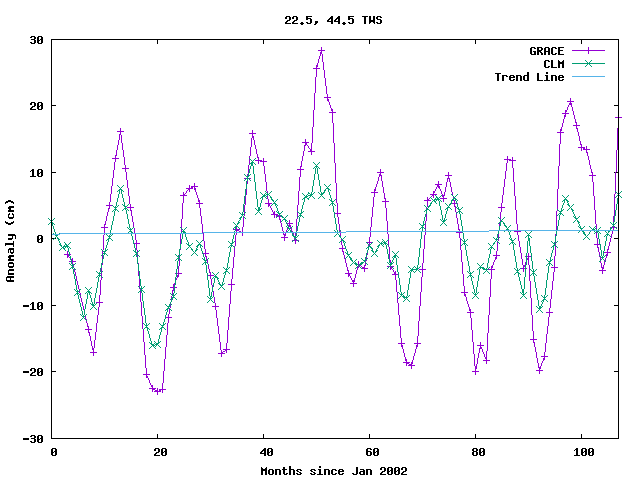 22.5, 44.5 TWS
GRACE
CLM
Trend Line
30
20
10
0
-10
-20
-30
Anomaly (cm)
0 20 40 60 80 100
Months since Jan 2002